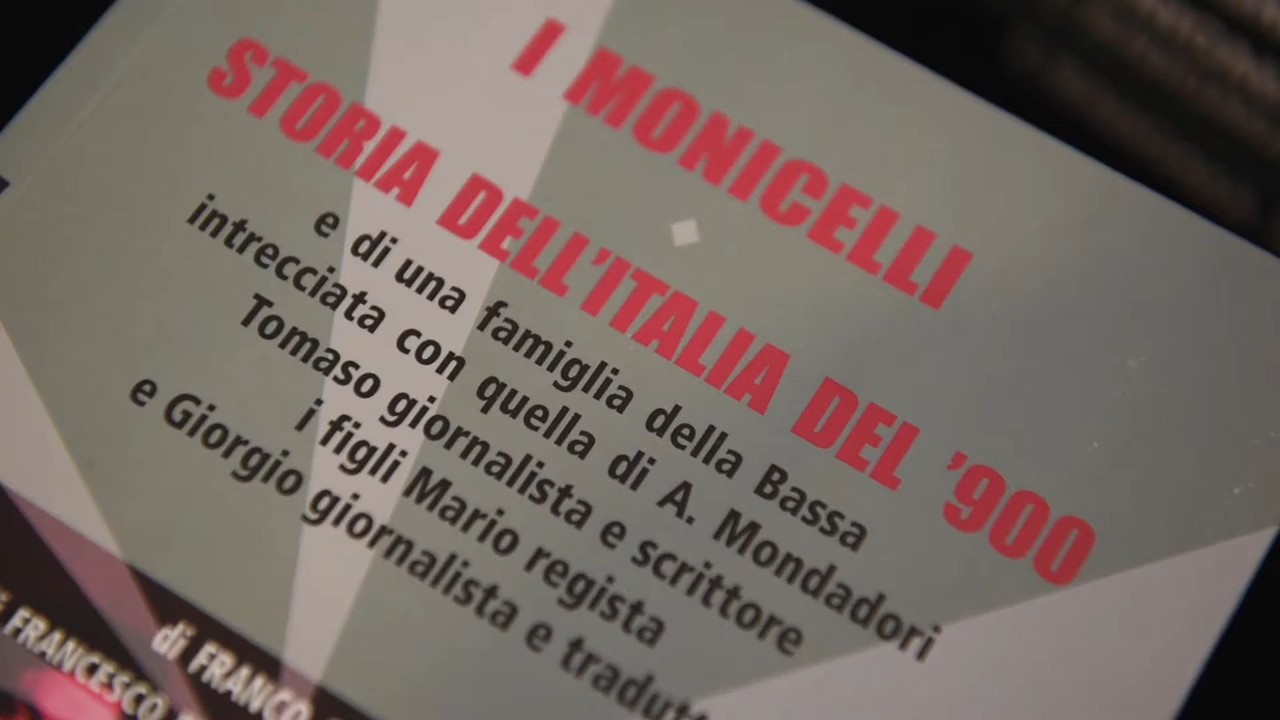 I MONICELLI
STORIA DELL'ITALIA DEL '900
e di una famiglia della Bassa
intrecciata con quella di A. Mondadori
Tomaso giornalista e scrittore
i figli Mario regista
e Giorgio giornalista e tradutt
di FRANCO
FRANCESCO